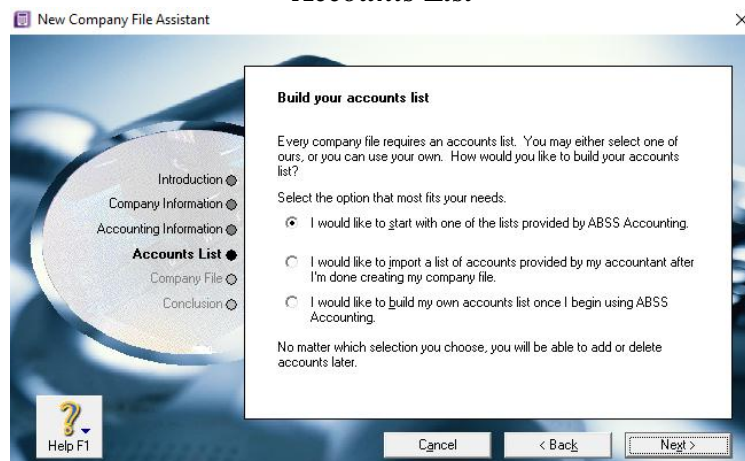 Accounts List
New Company File Assistant
Build your accounts list
Every company file requires an accounts list. You may either select one of
ours, or you can use your own. How would you like to build your accounts
list?
Select the option that most fits your needs.
I would like to start with one of the lists provided by ABSS Accounting.
I would like to import a list of accounts provided by my accountant after
I'm done creating my company file.
I would like to build my own accounts list once I begin using ABSS
Accounting.
No matter which selection you choose, you will be able to add or delete
accounts later.
Introduction
Company Information
Accounting Information
Accounts List
Company File
Conclusion
Help F1
Cancel
< Back
Next >